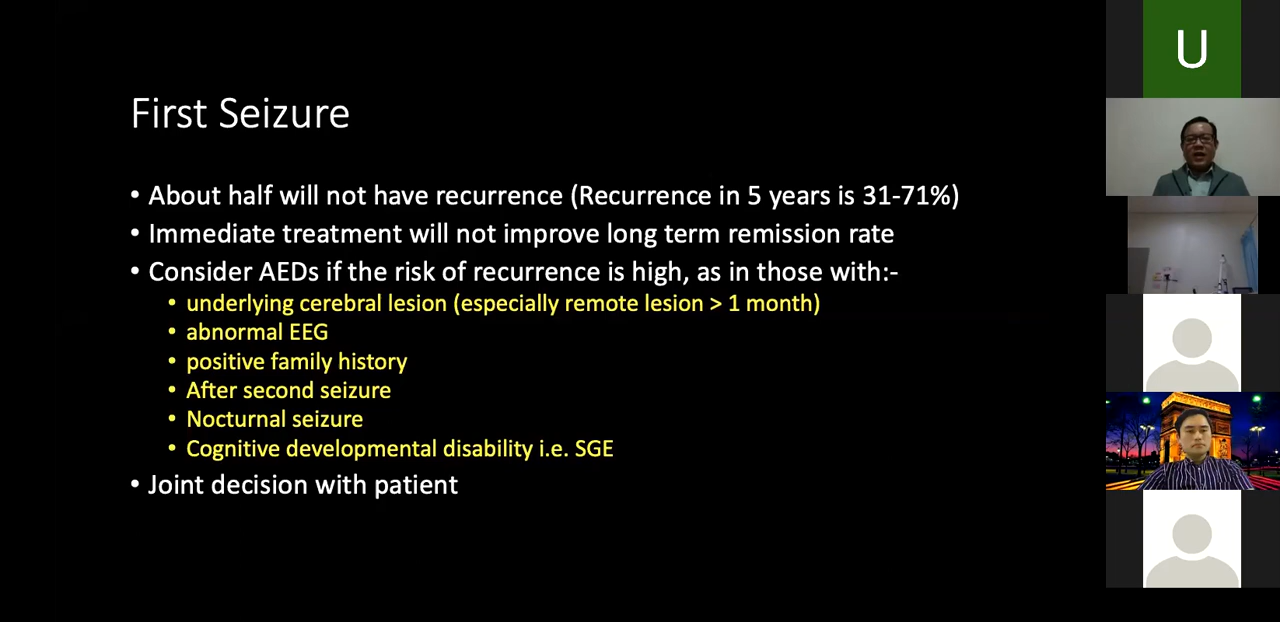 First Seizure
• About half will not have recurrence (Recurrence in 5 years is 31-71%)
• Immediate treatment will not improve long term remission rate
• Consider AEDs if the risk of recurrence is high, as in those with:-
• underlying cerebral lesion (especially remote lesion > 1 month)
• abnormal EEG
• positive family history
• After second seizure
• Nocturnal seizure
• Cognitive developmental disability i.e. SGE
• Joint decision with patient
U